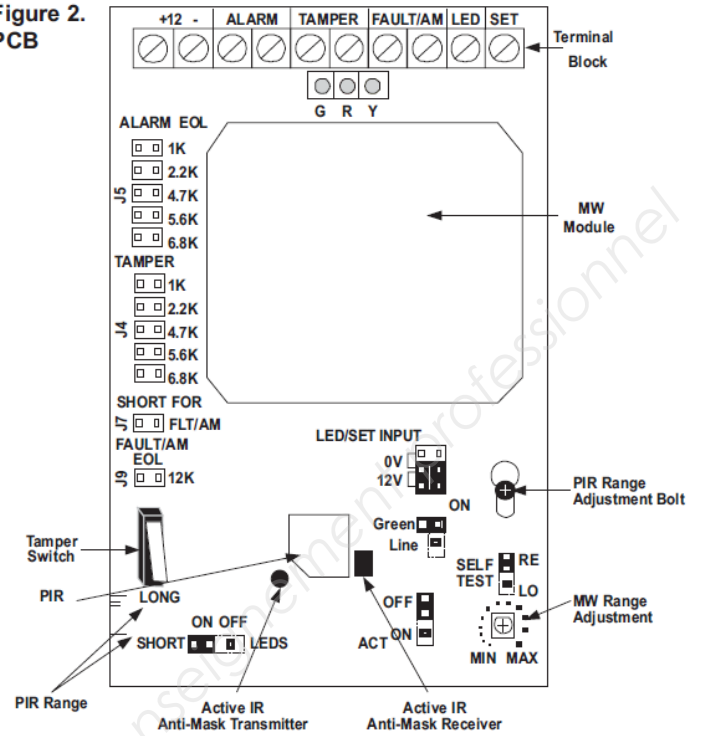 Figure 2.
PCB
+12 - ALARM TAMPER FAULT/AM LED SET
Terminal
Block
G R Y
ALARM EOL
1K
2.2K
J5 4.7K
5.6K
6.8K
MW
Module
TAMPER
1K
2.2K
J4 4.7K
5.6K
6.8K
SHORT FOR
J7 FLT/AM
FAULT/AM
EOL
J9 12K
LED/SET INPUT
0V
12V
ON
PIR Range
Adjustment Bolt
Green
Line
Tamper
Switch
SELF RE
TEST LO
PIR
LONG
OFF
ACT ON
MW Range
Adjustment
MIN MAX
ON OFF
SHORT LEDS
PIR Range
Active IR
Anti-Mask Transmitter
Active IR
Anti-Mask Receiver
nseignement professionnel